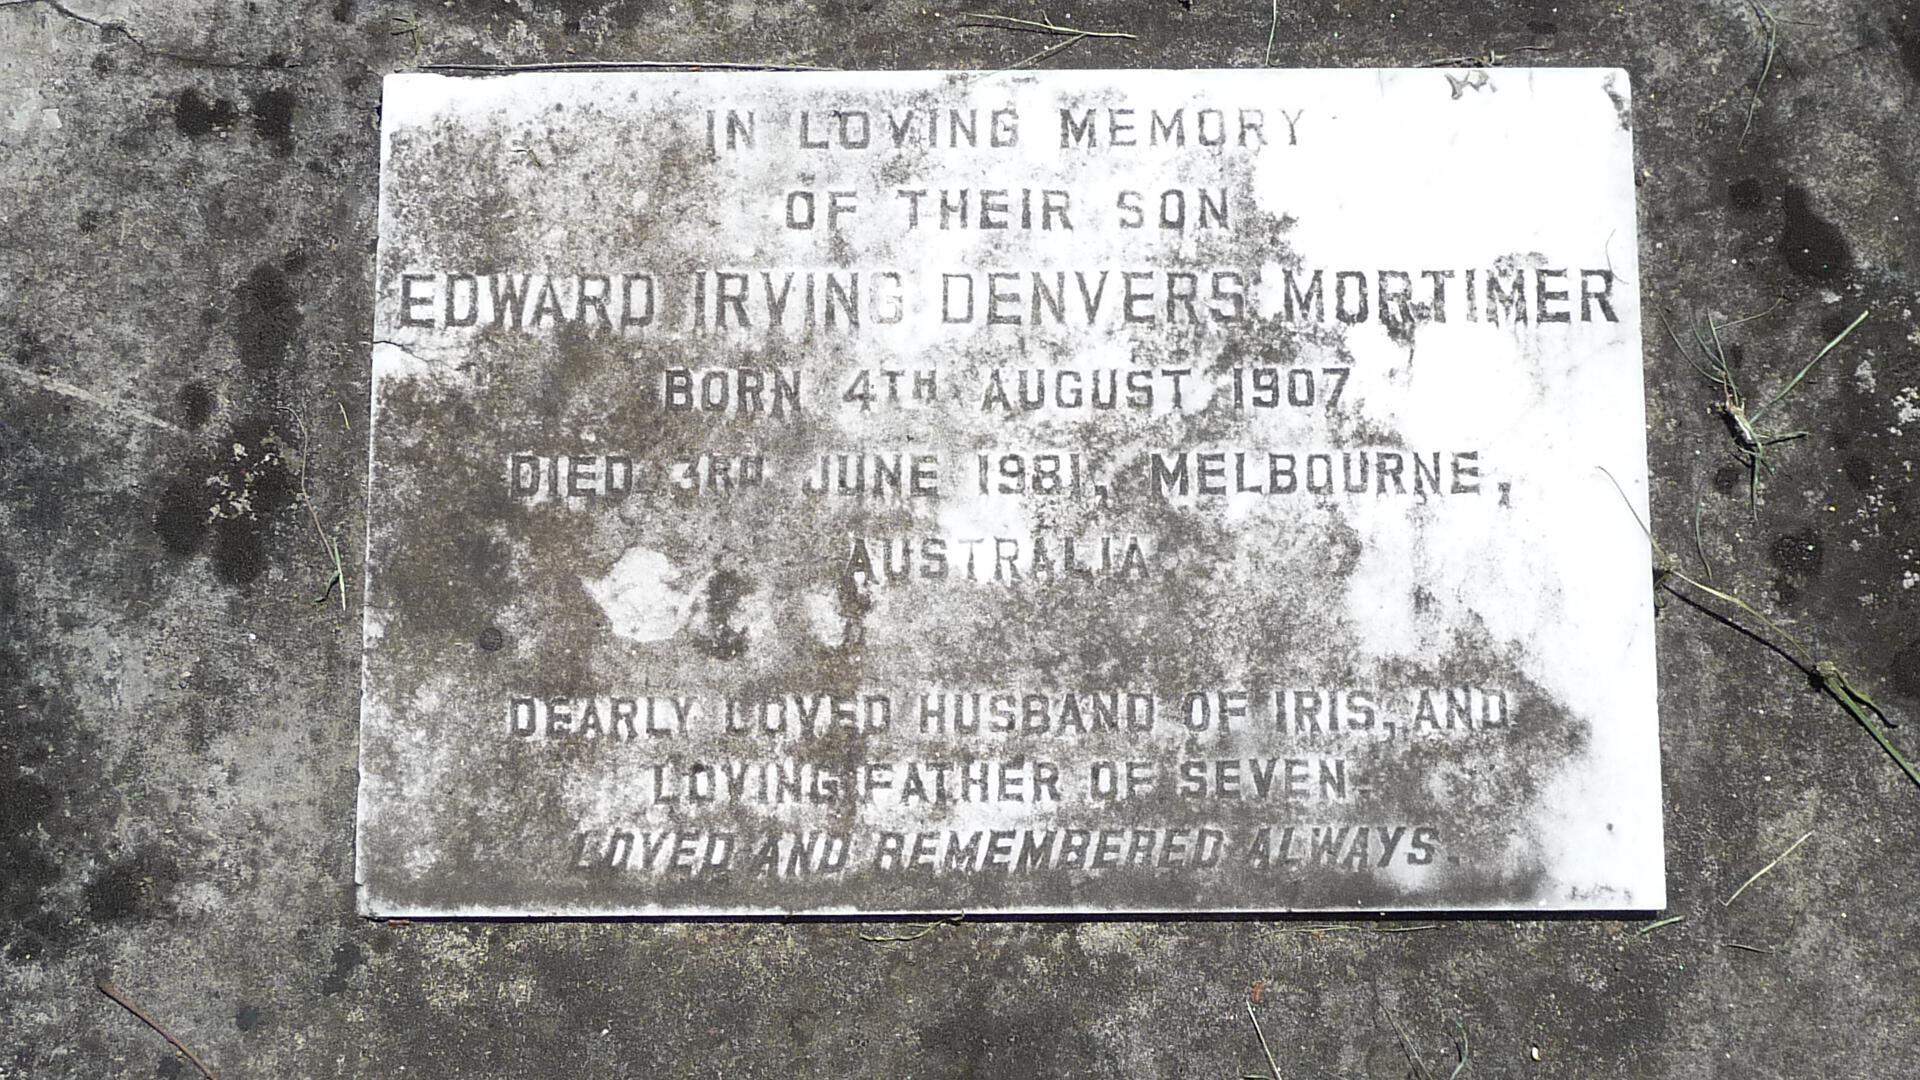 IN LOVING MEMORY
OF THEIR SON
EDWARD IRVING DENVERS MORTIMER
BORN 4TH AUGUST 1907
DIED 3RD JUNE 1981, MELBOURNE,
AUSTRALIA
DEARLY LOVED HUSBAND OF IRIS, AND
LOVING FATHER OF SEVEN
LOVED AND REMEMBERED ALWAYS.